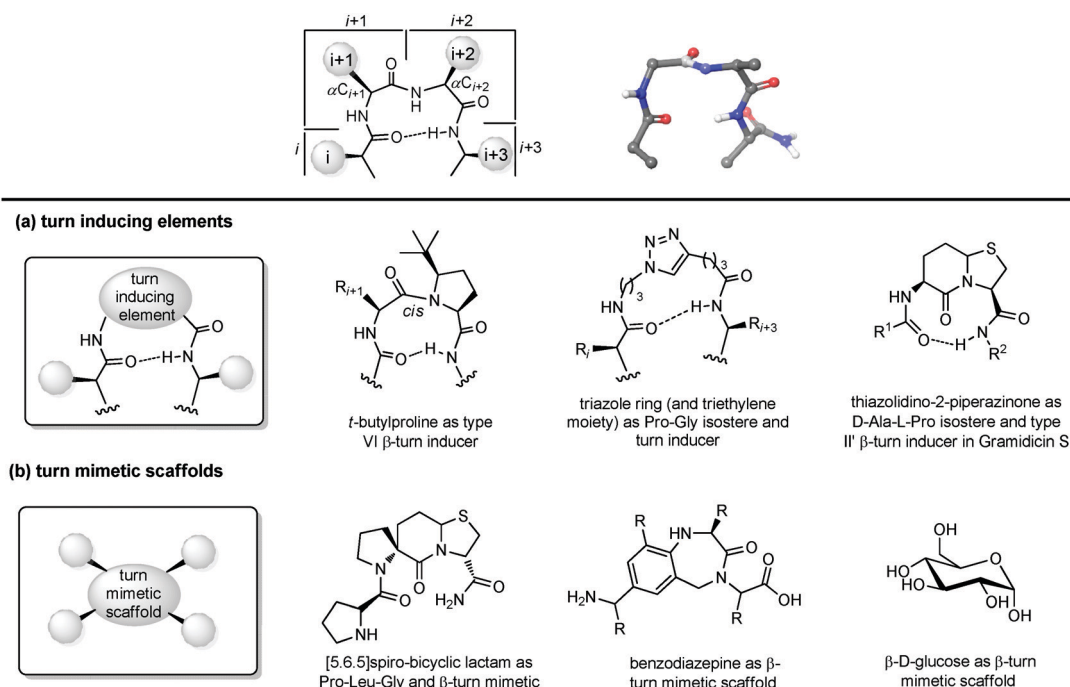 i+1
i+2
i+1
i+2
O
αCi+1
N
H
αCi+2
O
HN
O
H
N
i
i
i+3
i+3
(a) turn inducing elements
turn
inducing
element
HN
O
O
H
N
Ri+1
O
N
cis
HN
O
O
H
N
t-butylproline as type
VI β-turn inducer
N
N
N
3
3
HN
O
O
H
N
Ri
Ri+3
triazole ring (and triethylene
moiety) as Pro-Gly isostere and
turn inducer
S
N
HN
O
O
R1
O
H
N
R2
thiazolidino-2-piperazinone as
D-Ala-L-Pro isostere and type
II' β-turn inducer in Gramidicin S
(b) turn mimetic scaffolds
turn
mimetic
scaffold
S
N
N
O
O
H2N
O
NH
[5.6.5]spiro-bicyclic lactam as
Pro-Leu-Gly and β-turn mimetic
R
R
HN
O
N
O
OH
H2N
R
R
benzodiazepine as β-
turn mimetic scaffold
OH
O
HO
HO
OH
OH
β-D-glucose as β-turn
mimetic scaffold